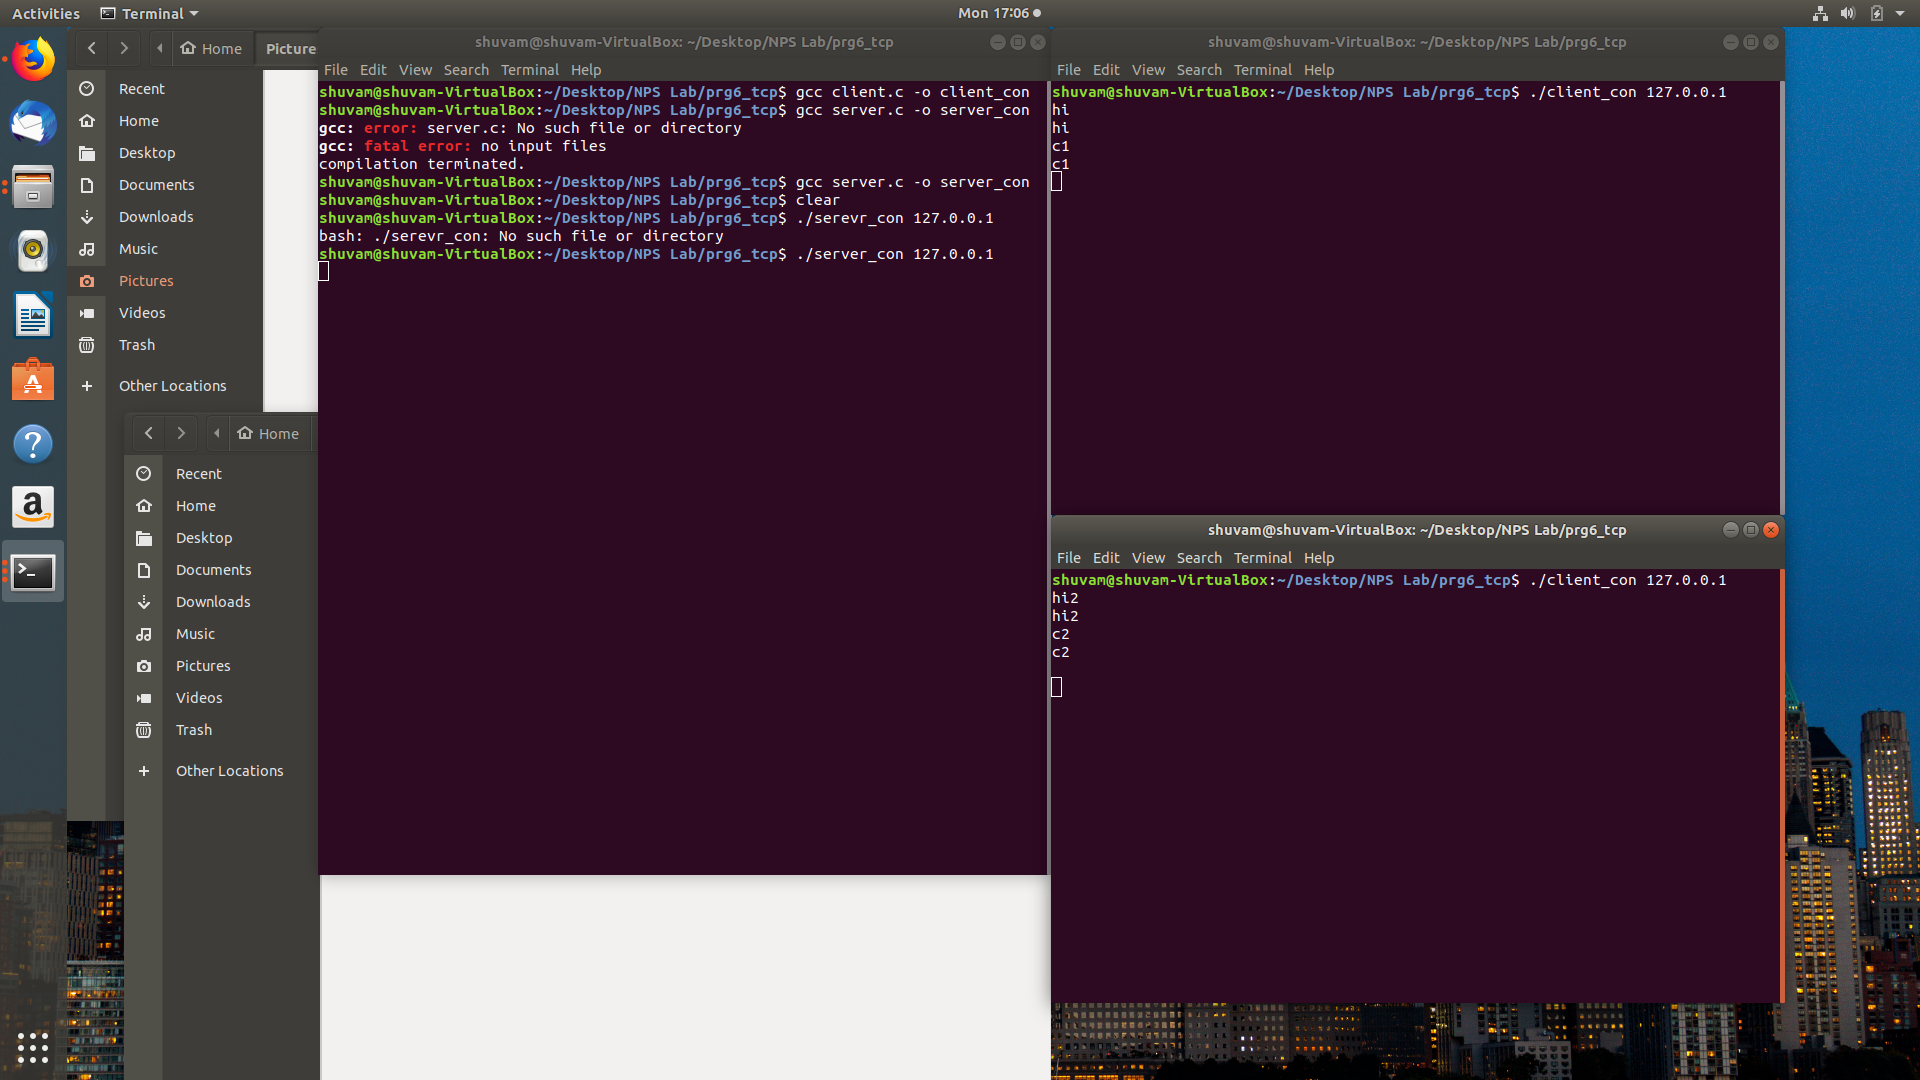 Activities Terminal Mon 17:06
Home Picture
Recent
Home
Desktop
Documents
Downloads
Music
Pictures
Videos
Trash
Other Locations
Home
Recent
Home
Desktop
Documents
Downloads
Music
Pictures
Videos
Trash
Other Locations
shuvam@shuvam-VirtualBox: ~/Desktop/NPS Lab/prg6_tcp
File Edit View Search Terminal Help
shuvam@shuvam-VirtualBox:~/Desktop/NPS Lab/prg6_tcp$ gcc client.c -o client_con
shuvam@shuvam-VirtualBox:~/Desktop/NPS Lab/prg6_tcp$ gcc server.c -o server_con
gcc: error: server.c: No such file or directory
gcc: fatal error: no input files
compilation terminated.
shuvam@shuvam-VirtualBox:~/Desktop/NPS Lab/prg6_tcp$ gcc server.c -o server_con
shuvam@shuvam-VirtualBox:~/Desktop/NPS Lab/prg6_tcp$ clear
shuvam@shuvam-VirtualBox:~/Desktop/NPS Lab/prg6_tcp$ ./serevr_con 127.0.0.1
bash: ./serevr_con: No such file or directory
shuvam@shuvam-VirtualBox:~/Desktop/NPS Lab/prg6_tcp$ ./server_con 127.0.0.1
shuvam@shuvam-VirtualBox: ~/Desktop/NPS Lab/prg6_tcp
File Edit View Search Terminal Help
shuvam@shuvam-VirtualBox:~/Desktop/NPS Lab/prg6_tcp$ ./client_con 127.0.0.1
hi
hi
c1
c1
shuvam@shuvam-VirtualBox: ~/Desktop/NPS Lab/prg6_tcp
File Edit View Search Terminal Help
shuvam@shuvam-VirtualBox:~/Desktop/NPS Lab/prg6_tcp$ ./client_con 127.0.0.1
hi2
hi2
c2
c2